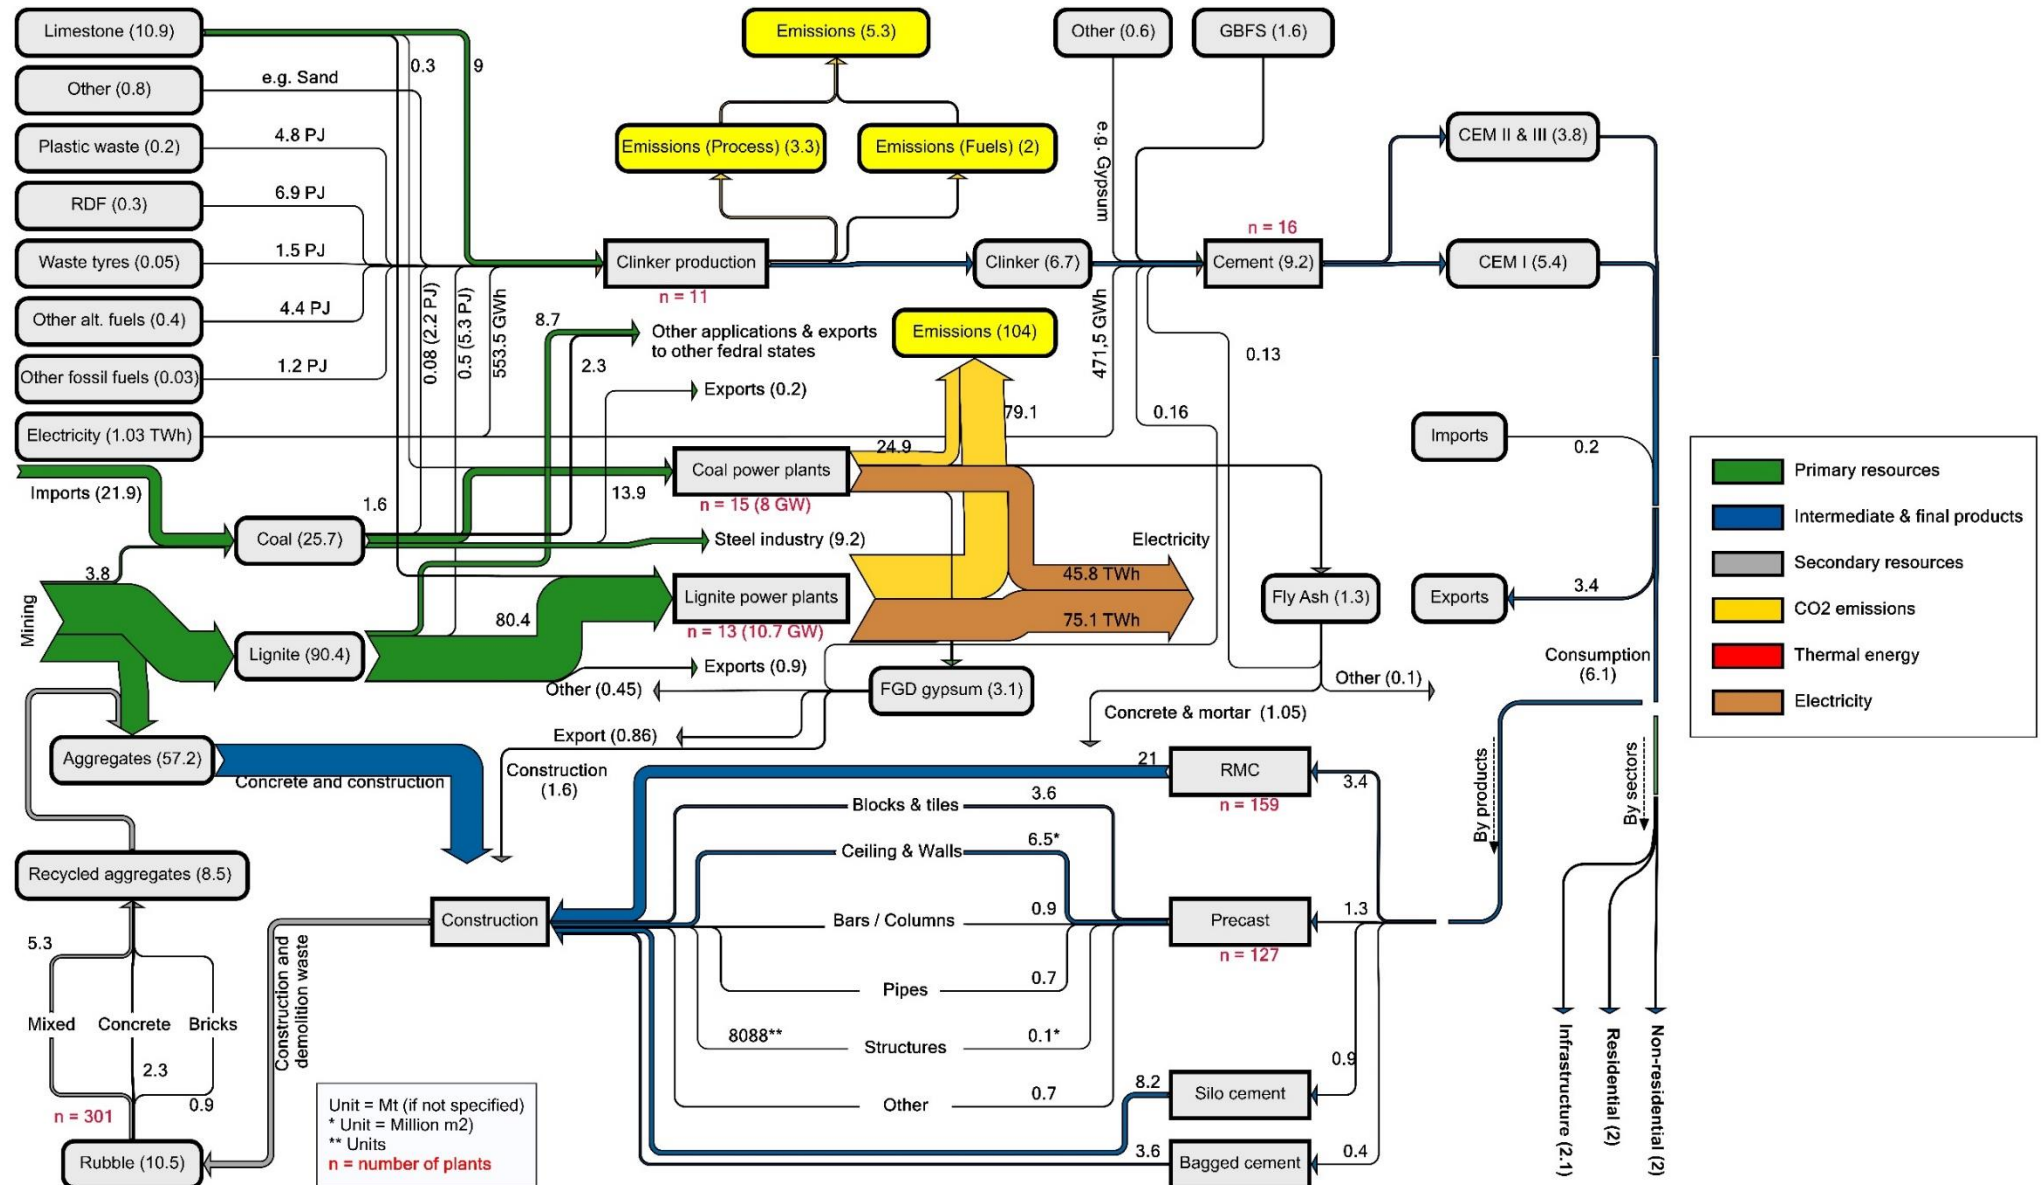 Limestone (10.9)
Other (0.8)
Plastic waste (0.2)
RDF (0.3)
Waste tyres (0.05)
Other alt. fuels (0.4)
Other fossil fuels (0.03)
Electricity (1.03 TWh)
e.g. Sand
4.8 PJ
6.9 PJ
1.5 PJ
4.4 PJ
1.2 PJ
0.3
9
0.08 (2.2 PJ)
0.5 (5.3 PJ)
553.5 GWh
Emissions (5.3)
Emissions (Process) (3.3)
Emissions (Fuels) (2)
Clinker production
n = 11
Clinker (6.7)
Other (0.6)
GBFS (1.6)
e.g. Gypsum
471,5 GWh
n = 16
Cement (9.2)
CEM II & III (3.8)
CEM I (5.4)
8.7
Other applications & exports
to other fedral states
2.3
Exports (0.2)
Emissions (104)
79.1
24.9
0.13
0.16
Imports
0.2
Exports
3.4
Imports (21.9)
1.6
13.9
Coal (25.7)
Coal power plants
n = 15 (8 GW)
Steel industry (9.2)
Electricity
45.8 TWh
75.1 TWh
3.8
Mining
Lignite (90.4)
80.4
Lignite power plants
n = 13 (10.7 GW)
Exports (0.9)
Other (0.45)
FGD gypsum (3.1)
Export (0.86)
Construction
(1.6)
Fly Ash (1.3)
Other (0.1)
Concrete & mortar (1.05)
Consumption
(6.1)
By products
By sectors
Infrastructure (2.1)
Residential (2)
Non-residential (2)
Aggregates (57.2)
Concrete and construction
Recycled aggregates (8.5)
5.3
Mixed
Concrete
Bricks
2.3
0.9
n = 301
Rubble (10.5)
Construction and
demolition waste
Construction
21
RMC
n = 159
3.4
Blocks & tiles
3.6
Ceiling & Walls
6.5*
Bars / Columns
0.9
Precast
n = 127
1.3
Pipes
0.7
8088**
Structures
0.1*
Other
0.7
8.2
Silo cement
0.9
3.6
Bagged cement
0.4
Unit = Mt (if not specified)
* Unit = Million m2)
** Units
n = number of plants
Primary resources
Intermediate & final products
Secondary resources
CO2 emissions
Thermal energy
Electricity